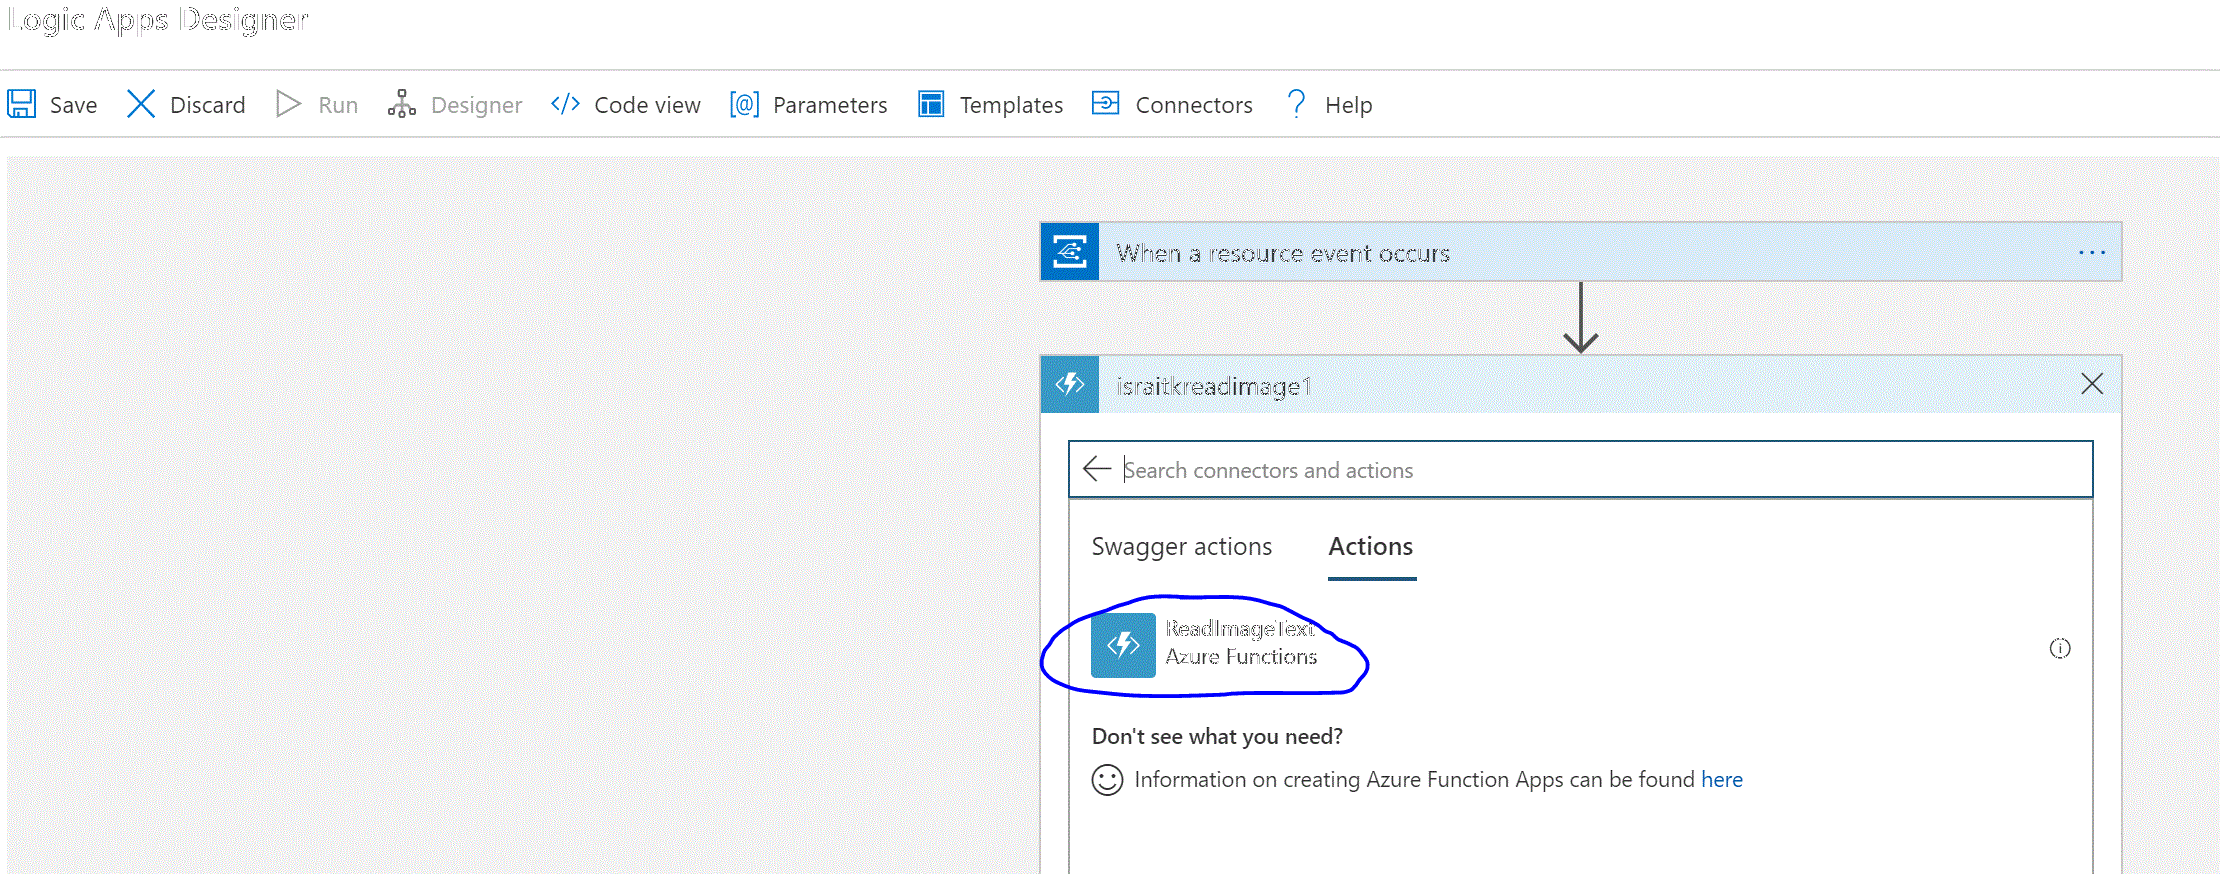 Logic Apps Designer
Save Discard Run Designer Code view Parameters Templates Connectors Help
When a resource event occurs
israitkreadimage1
Search connectors and actions
Swagger actions Actions
ReadImageText
Azure Functions
Don't see what you need?
Information on creating Azure Function Apps can be found here